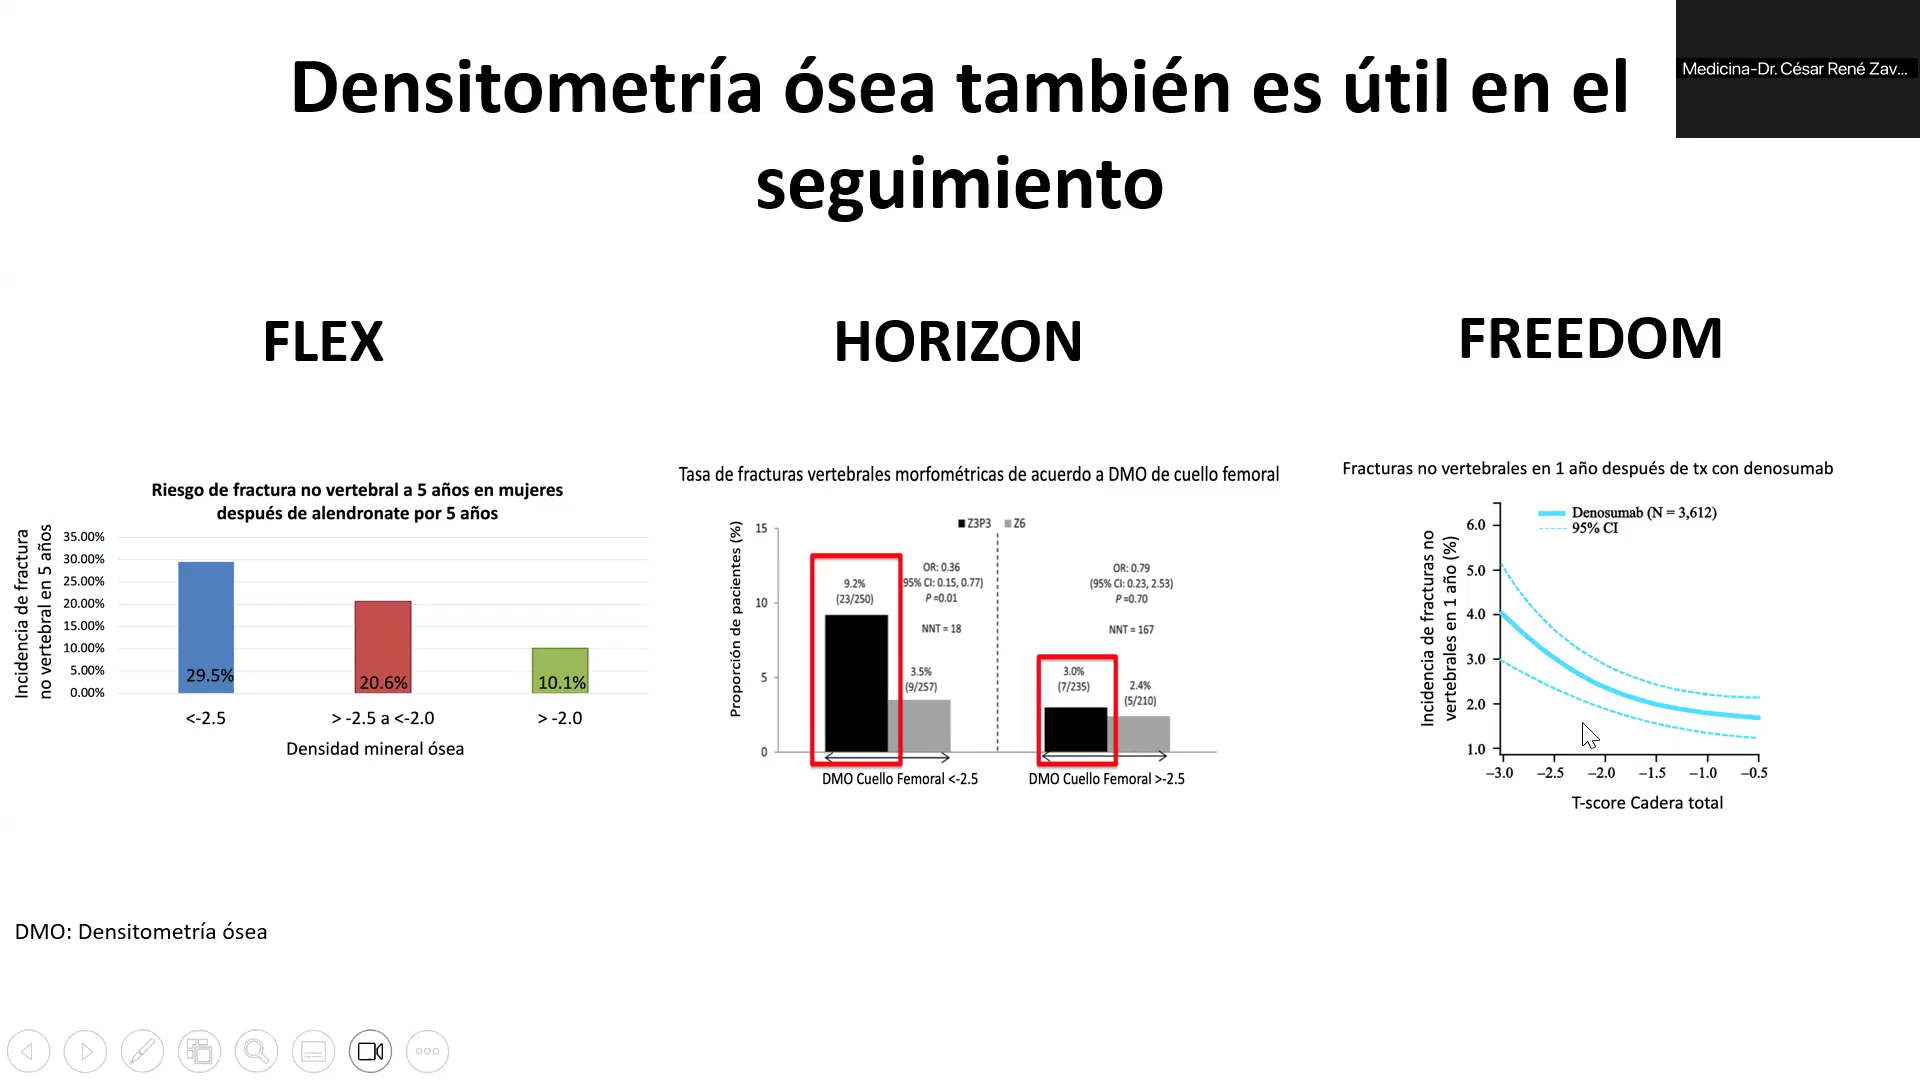 Densitometría ósea también es útil en el
seguimiento
Medicina-Dr. César René Zav...
FLEX
HORIZON
FREEDOM
Riesgo de fractura no vertebral a 5 años en mujeres
después de alendronate por 5 años
Incidencia de fractura
no vertebral en 5 años
35.00%
30.00%
25.00%
20.00%
15.00%
10.00%
5.00%
0.00%
29.5%
20.6%
10.1%
<-2.5
> -2.5 a <-2.0
> -2.0
Densidad mineral ósea
Tasa de fracturas vertebrales morfométricas de acuerdo a DMO de cuello femoral
Proporción de pacientes (%)
Z3P3
Z6
15
10
5
0
9.2%
(23/250)
OR: 0.36
(95% CI: 0.15, 0.77)
P =0.01
NNT = 18
3.5%
(9/257)
OR: 0.79
(95% CI: 0.23, 2.53)
P =0.70
NNT = 167
3.0%
(7/235)
2.4%
(5/210)
DMO Cuello Femoral <-2.5
DMO Cuello Femoral >-2.5
Fracturas no vertebrales en 1 año después de tx con denosumab
Incidencia de fracturas no
vertebrales en 1 año (%)
Denosumab (N = 3,612)
95% CI
6.0
5.0
4.0
3.0
2.0
1.0
–3.0
–2.5
–2.0
–1.5
–1.0
–0.5
T-score Cadera total
DMO: Densitometría ósea